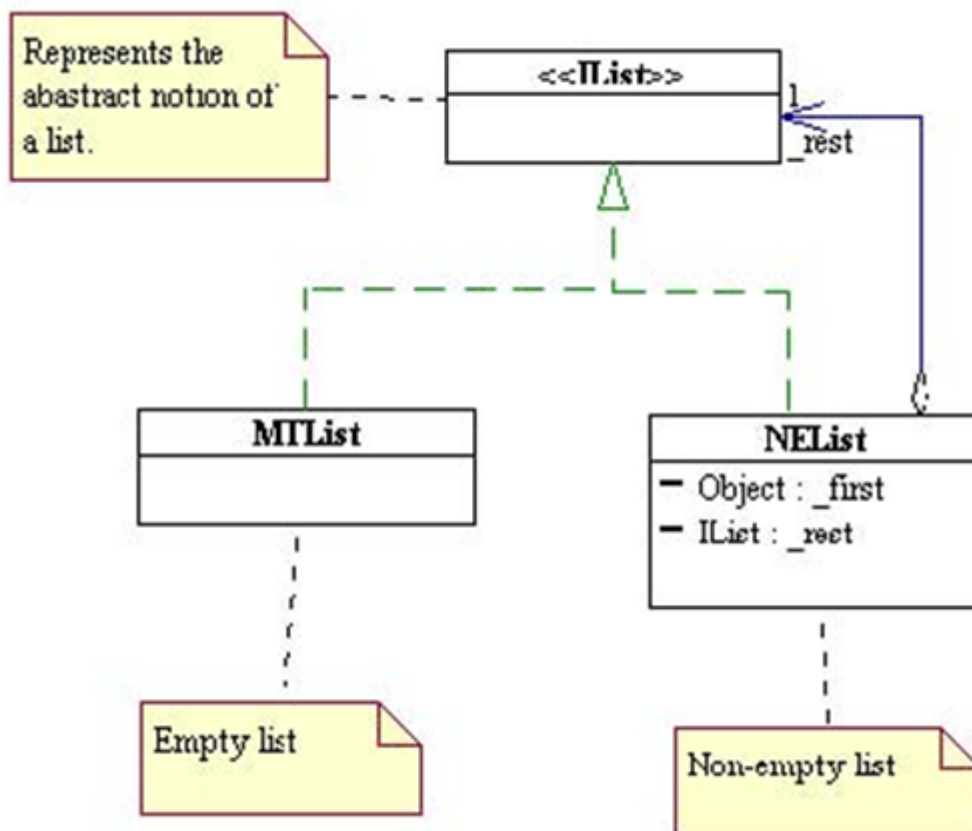 Represents the
abastract notion of
a list.
<<IList>>
1
_rest
MTList
NEList
- Object : _first
- IList : _rest
Empty list
Non-empty list